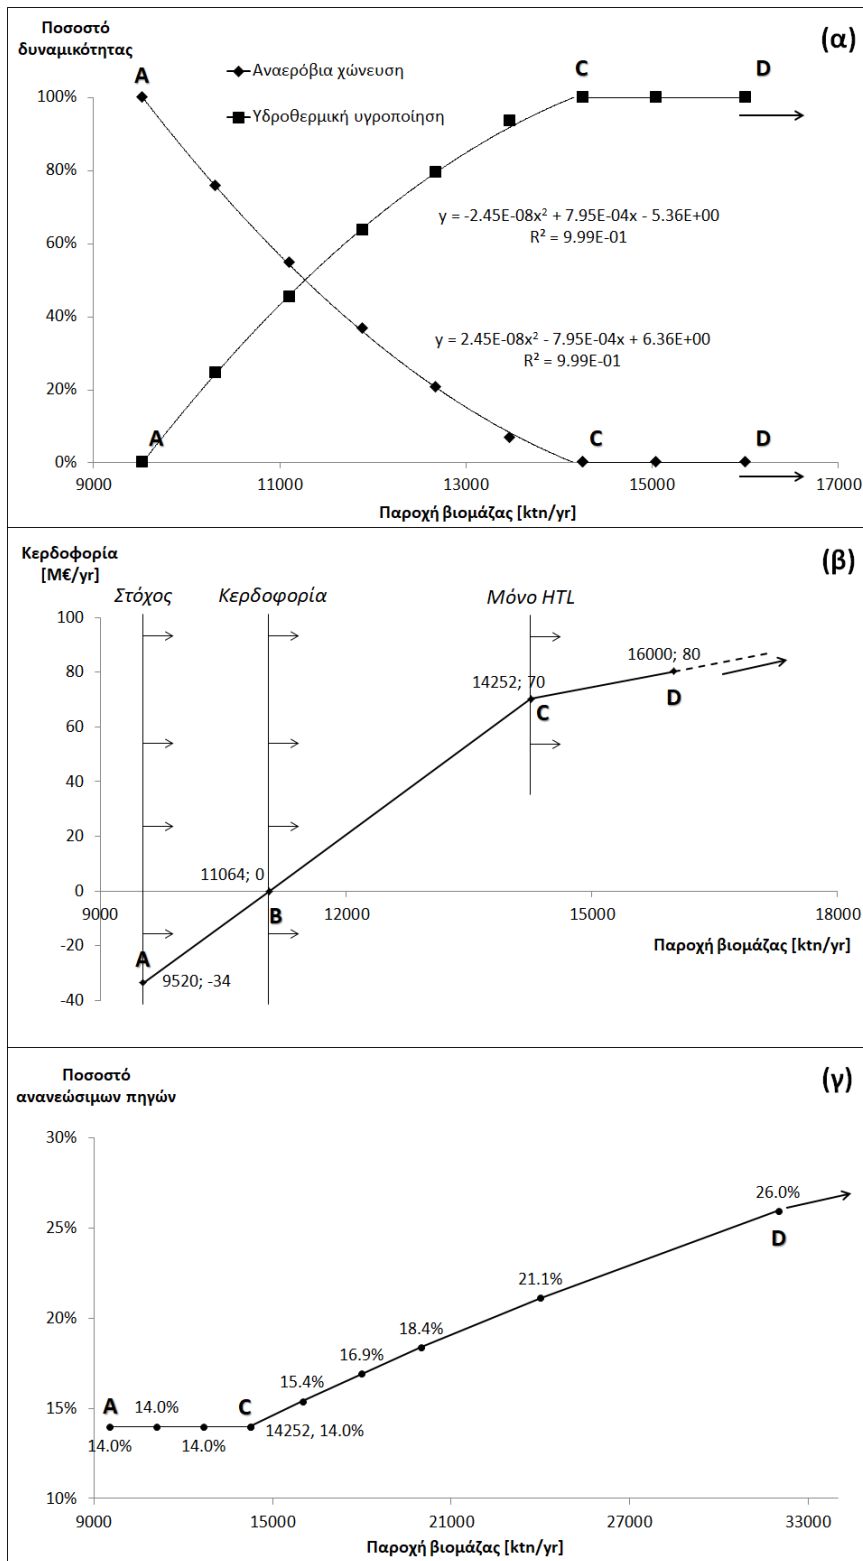 Ποσοστό
δυναμικότητας
(α)
A
Αναερόβια χώνευση
C
D
100%
Υδροθερμική υγροποίηση
80%
y = -2.45E-08x² + 7.95E-04x - 5.36E+00
R² = 9.99E-01
60%
40%
y = 2.45E-08x² - 7.95E-04x + 6.36E+00
R² = 9.99E-01
20%
A
C
D
0%
9000
11000
13000
15000
17000
Παροχή βιομάζας [ktn/yr]
Κερδοφορία
[M€/yr]
(β)
Στόχος
Κερδοφορία
Μόνο HTL
100
80
60
40
20
0
-20
-40
16000; 80
14252; 70
D
C
11064; 0
9000
B
12000
15000
18000
Παροχή βιομάζας [ktn/yr]
A
9520; -34
Ποσοστό
ανανεώσιμων πηγών
(γ)
30%
25%
20%
15%
10%
26.0%
D
21.1%
18.4%
16.9%
15.4%
A
14.0%
C
14.0%
14.0%
14252, 14.0%
9000
15000
21000
27000
33000
Παροχή βιομάζας [ktn/yr]